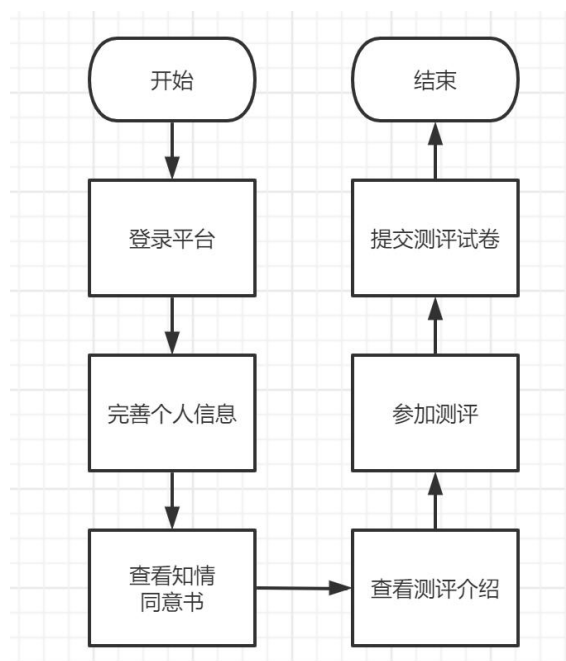 开始
登录平台
完善个人信息
查看知情
同意书
查看测评介绍
参加测评
提交测评试卷
结束